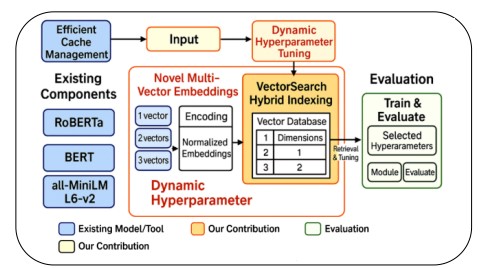 Efficient
Cache
Management
Input
Dynamic
Hyperparameter
Tuning
Existing
Components
RoBERTa
BERT
all-MiniLM
L6-v2
Novel Multi-
Vector Embeddings
1 vector
2 vectors
3 vectors
Encoding
Normalized
Embeddings
Dynamic
Hyperparameter
VectorSearch
Hybrid Indexing
Vector Database
1 Dimensions
2 1
3 2
Retrieval
& Tuning
Evaluation
Train &
Evaluate
Selected
Hyperarameters
Module
Evaluate
Existing Model/Tool
Our Contribution
Evaluation
Our Contribution